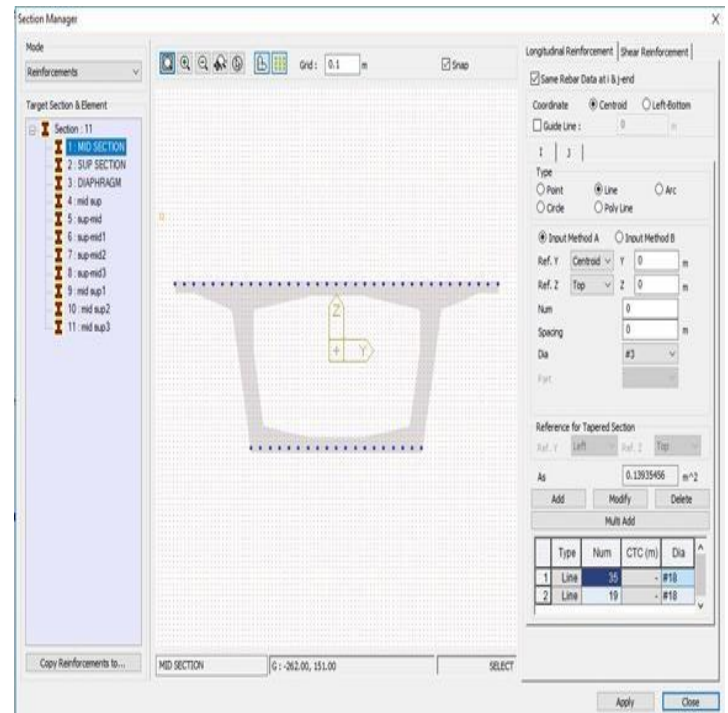 Section Manager
X
Mode
Reinforcements
Target Section & Element
Section : 11
1 : MID SECTION
2 : SUP SECTION
3 : DIAPHRAGM
4 : mid sup
5 : sup-mid
6 : sup-mid1
7 : sup-mid2
8 : sup-mid3
9 : mid sup1
10 : mid sup2
11 : mid sup3
Copy Reinforcements to...
Grid : 0.1 m
Snap
Z
Y
MID SECTION
G : -262.00, 151.00
SELECT
Longitudinal Reinforcement Shear Reinforcement
Same Rebar Data at i & j-end
Coordinate Centroid Left-Bottom
Guide Line : 0 m
I J
Type
Point Line Arc
Circle Poly Line
Input Method A Input Method B
Ref. Y Centroid Y 0 m
Ref. Z Top Z 0 m
Num 0
Spacing 0 m
Dia #3
Part
Reference for Tapered Section
Ref. Y Left Ref. Z Top
As 0.13935456 m^2
Add Modify Delete
Multi Add
Type Num CTC (m) Dia
1 Line 35 - #18
2 Line 19 - #18
Apply Close